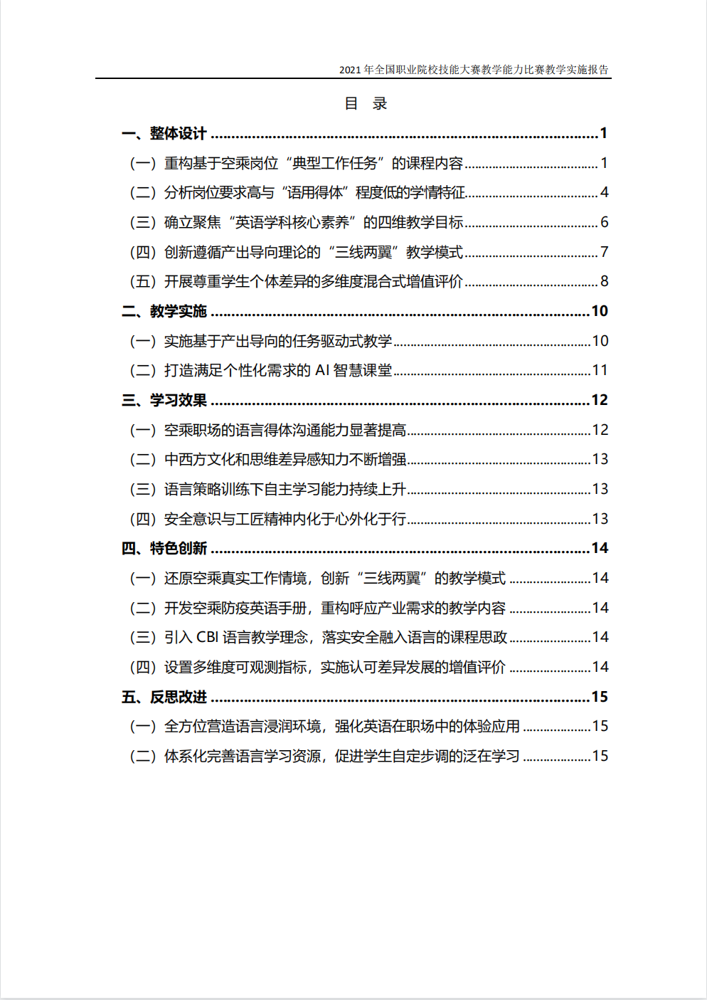 2021 年全国职业院校技能大赛教学能力比赛教学实施报告
目 录
一、整体设计 ........................................ 1
（一）重构基于空乘岗位“典型工作任务”的课程内容 ........................................ 1
（二）分析岗位要求高与“语用得体”程度低的学情特征 ........................................ 4
（三）确立聚焦“英语学科核心素养”的四维教学目标 ........................................ 6
（四）创新遵循产出导向理论的“三线两翼”教学模式 ........................................ 7
（五）开展尊重学生个体差异的多维度混合式增值评价 ........................................ 8
二、教学实施 ........................................ 10
（一）实施基于产出导向的任务驱动式教学 ........................................ 10
（二）打造满足个性化需求的 AI 智慧课堂 ........................................ 11
三、学习效果 ........................................ 12
（一）空乘职场的语言得体沟通能力显著提高 ........................................ 12
（二）中西方文化和思维差异感知力不断增强 ........................................ 13
（三）语言策略训练下自主学习能力持续上升 ........................................ 13
（四）安全意识与工匠精神内化于心外化于行 ........................................ 13
四、特色创新 ........................................ 14
（一）还原空乘真实工作情境，创新“三线两翼”的教学模式 ........................ 14
（二）开发空乘防疫英语手册，重构呼应产业需求的教学内容 ........................ 14
（三）引入 CBI 语言教学理念，落实安全融入语言的课程思政 ........................ 14
（四）设置多维度可观测指标，实施认可差异发展的增值评价 ........................ 14
五、反思改进 ........................................ 15
（一）全方位营造语言浸润环境，强化英语在职场中的体验应用 .................... 15
（二）体系化完善语言学习资源，促进学生自定步调的泛在学习 .................... 15